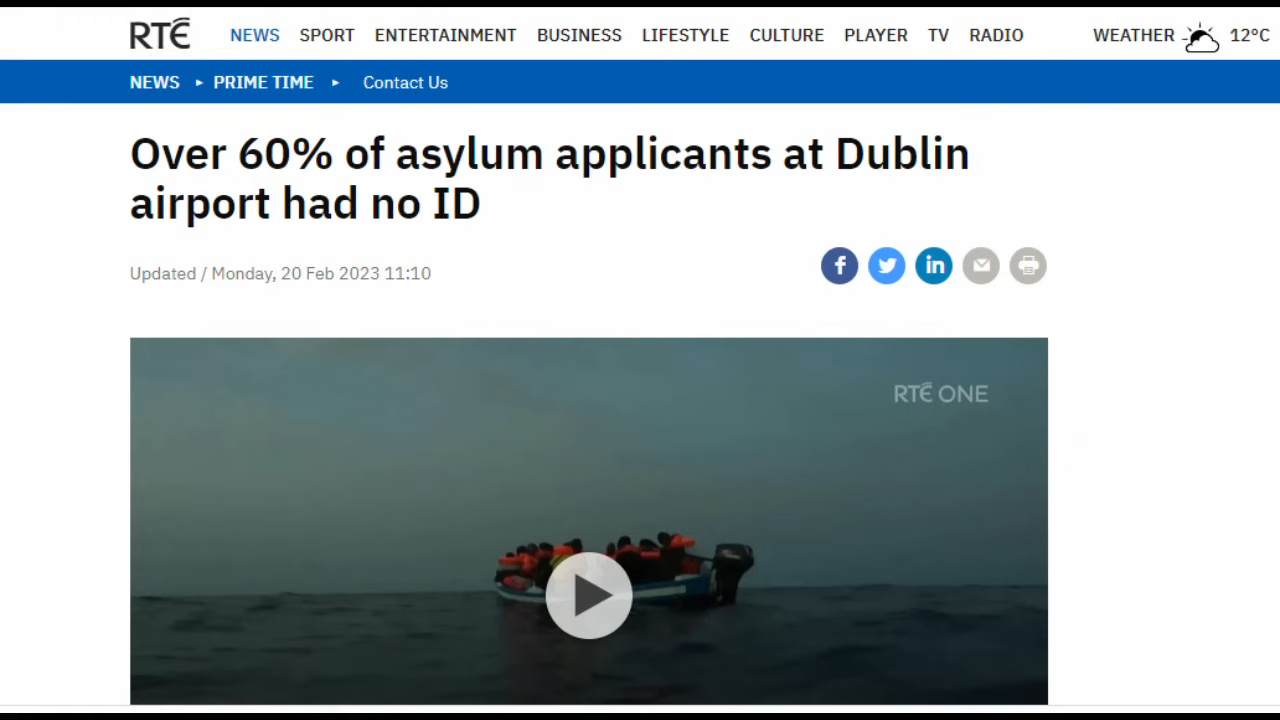 RTÉ NEWS SPORT ENTERTAINMENT BUSINESS LIFESTYLE CULTURE PLAYER TV RADIO WEATHER 12°C
NEWS ▸ PRIME TIME ▸ Contact Us
Over 60% of asylum applicants at Dublin
airport had no ID
Updated / Monday, 20 Feb 2023 11:10
f in
RTÉ ONE